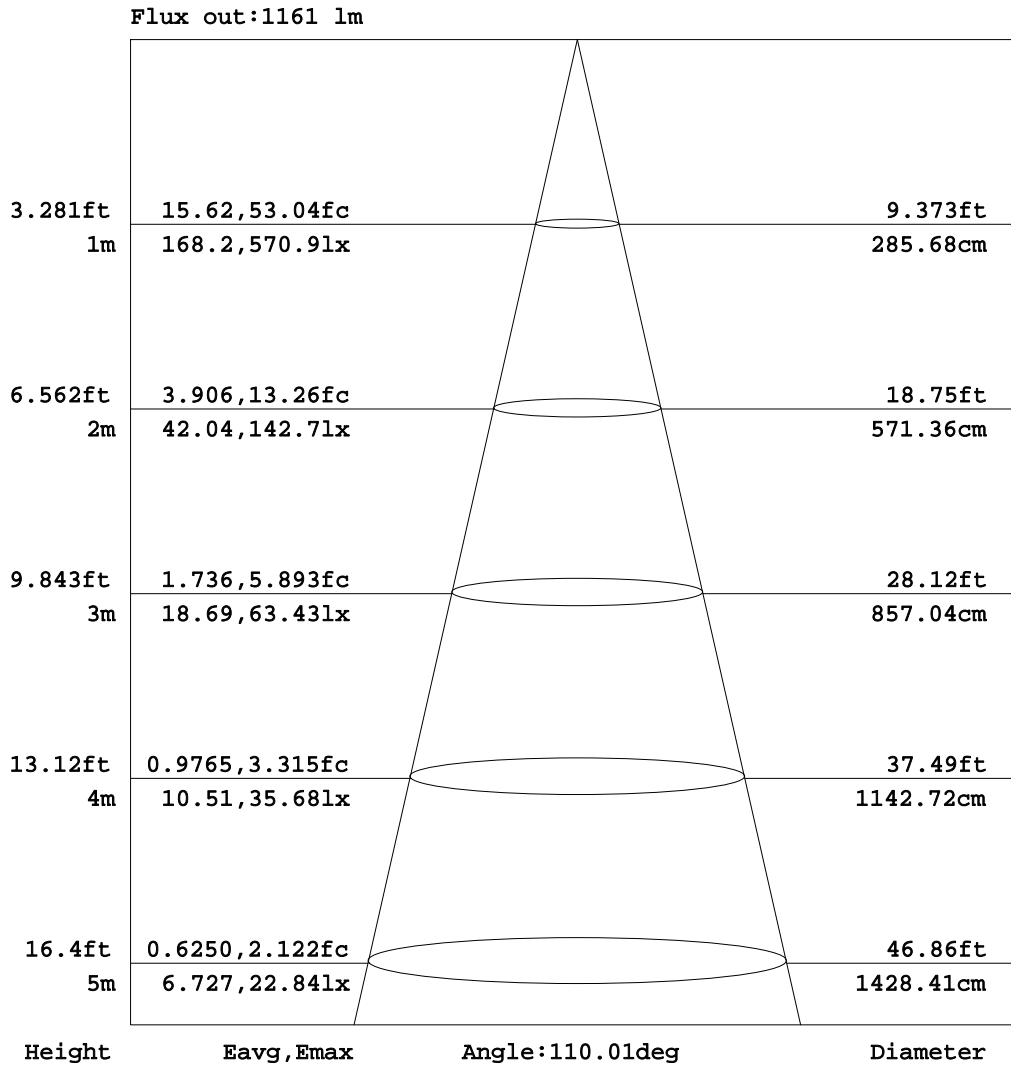 Flux out:1161 lm
3.281ft 15.62,53.04fc 9.373ft
1m 168.2,570.9lx 285.68cm
6.562ft 3.906,13.26fc 18.75ft
2m 42.04,142.7lx 571.36cm
9.843ft 1.736,5.893fc 28.12ft
3m 18.69,63.43lx 857.04cm
13.12ft 0.9765,3.315fc 37.49ft
4m 10.51,35.68lx 1142.72cm
16.4ft 0.6250,2.122fc 46.86ft
5m 6.727,22.84lx 1428.41cm
Height Eavg,Emax Angle:110.01deg Diameter